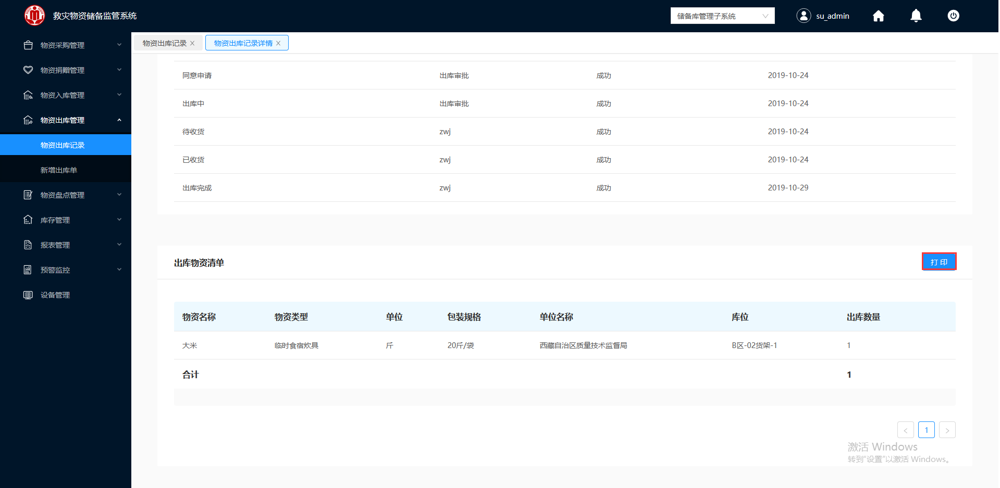 救灾物资储备监管系统
储备库管理子系统
su_admin
物资采购管理
物资捐赠管理
物资入库管理
物资出库管理
物资出库记录
新增出库单
物资盘点管理
库存管理
报表管理
预警监控
设备管理
物资出库记录
物资出库记录详情
同意申请 出库审批 成功 2019-10-24
出库中 出库审批 成功 2019-10-24
待收货 zwj 成功 2019-10-24
已收货 zwj 成功 2019-10-24
出库完成 zwj 成功 2019-10-29
出库物资清单
打 印
物资名称 物资类型 单位 包装规格 单位名称 库位 出库数量
大米 临时食宿炊具 斤 20斤/袋 西藏自治区质量技术监督局 B区-02货架-1 1
合计 1
< 1 >
激活 Windows
转到“设置”以激活 Windows。